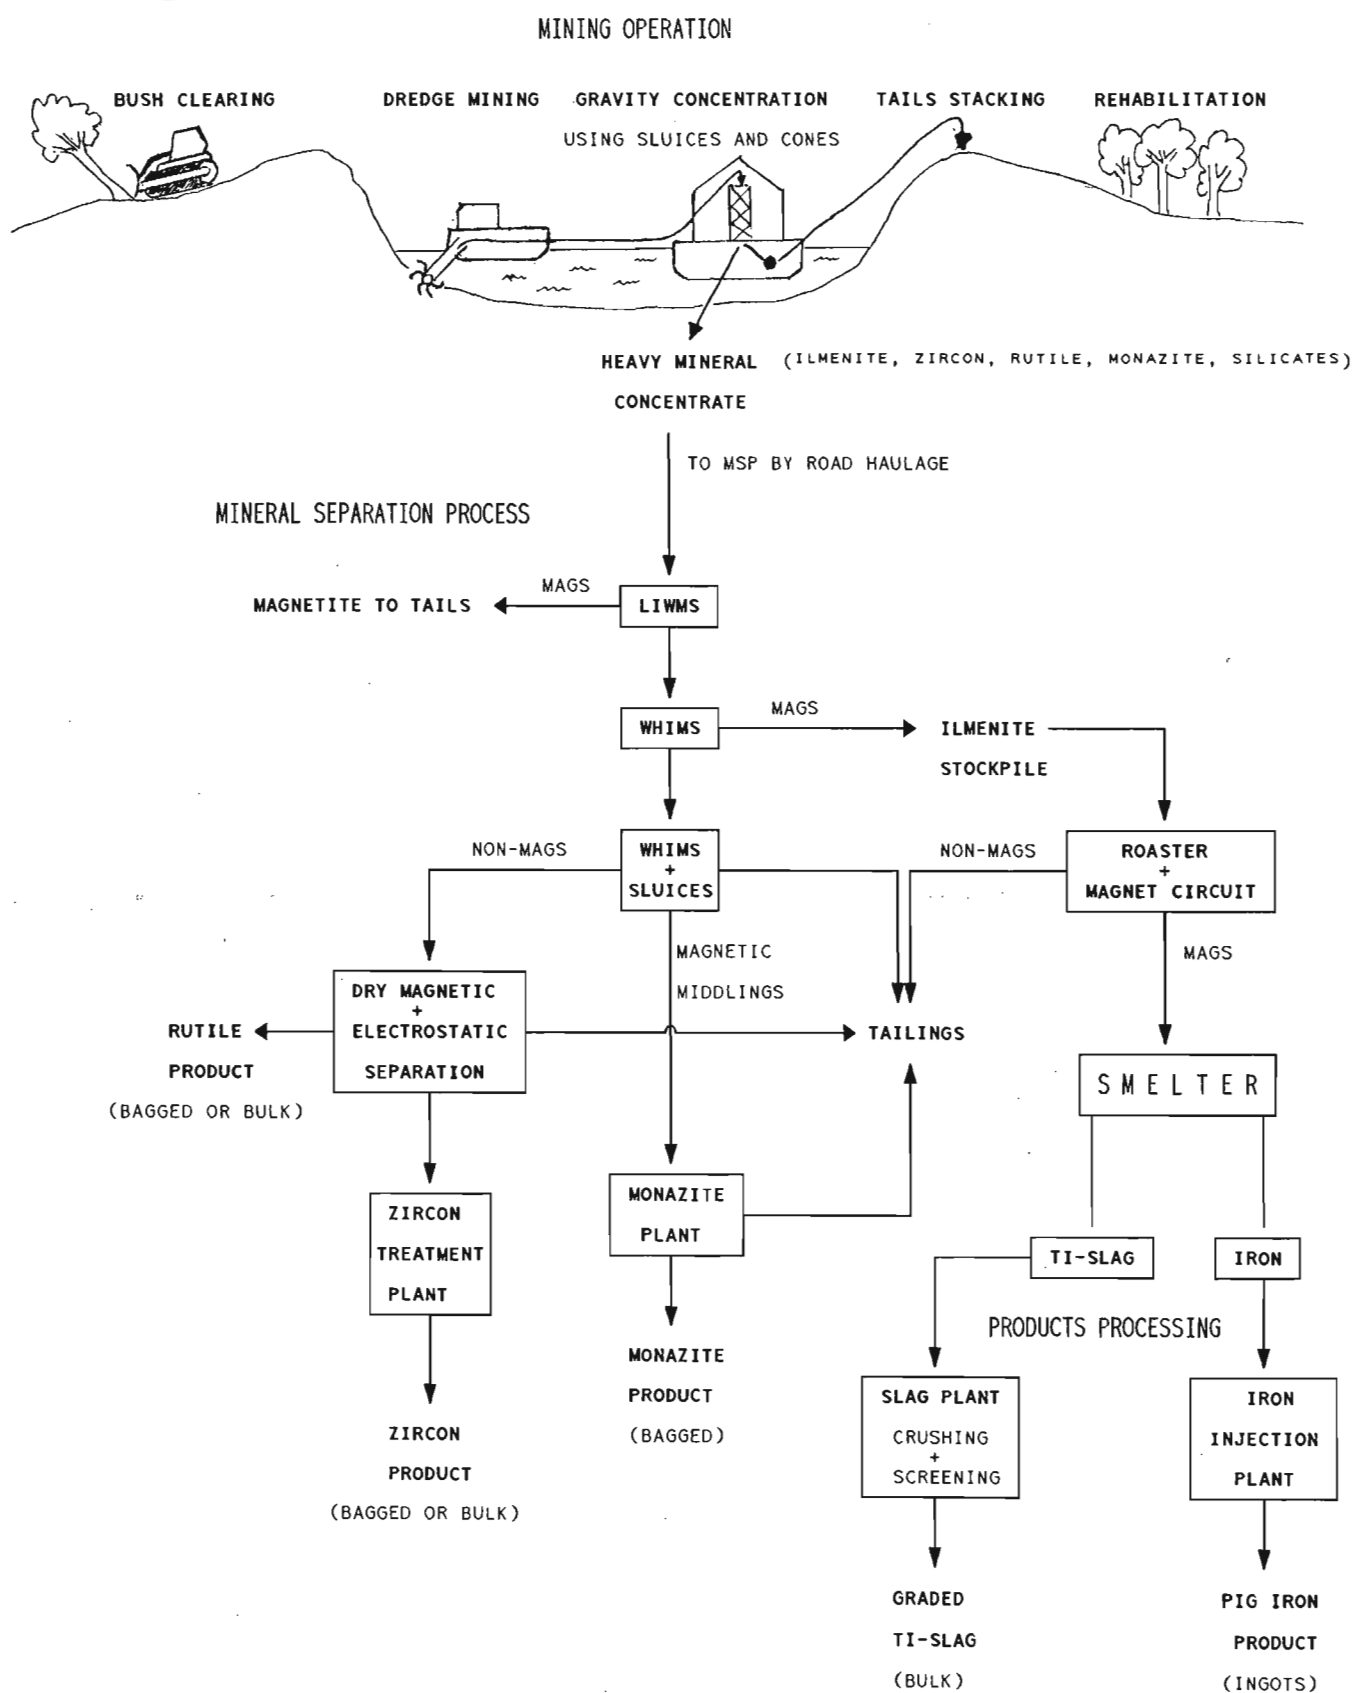 MINING OPERATION
BUSH CLEARING
DREDGE MINING
GRAVITY CONCENTRATION
USING SLUICES AND CONES
TAILS STACKING
REHABILITATION
HEAVY MINERAL
CONCENTRATE
(ILMENITE, ZIRCON, RUTILE, MONAZITE, SILICATES)
TO MSP BY ROAD HAULAGE
MINERAL SEPARATION PROCESS
MAGNETITE TO TAILS
MAGS
LIWMS
WHIMS
MAGS
ILMENITE
STOCKPILE
NON-MAGS
WHIMS
+
SLUICES
NON-MAGS
ROASTER
+
MAGNET CIRCUIT
MAGNETIC
MIDDLINGS
MAGS
DRY MAGNETIC
+
ELECTROSTATIC
SEPARATION
RUTILE
PRODUCT
(BAGGED OR BULK)
TAILINGS
SMELTER
ZIRCON
TREATMENT
PLANT
MONAZITE
PLANT
TI-SLAG
IRON
PRODUCTS PROCESSING
ZIRCON
PRODUCT
(BAGGED OR BULK)
MONAZITE
PRODUCT
(BAGGED)
SLAG PLANT
CRUSHING
+
SCREENING
IRON
INJECTION
PLANT
GRADED
TI-SLAG
(BULK)
PIG IRON
PRODUCT
(INGOTS)